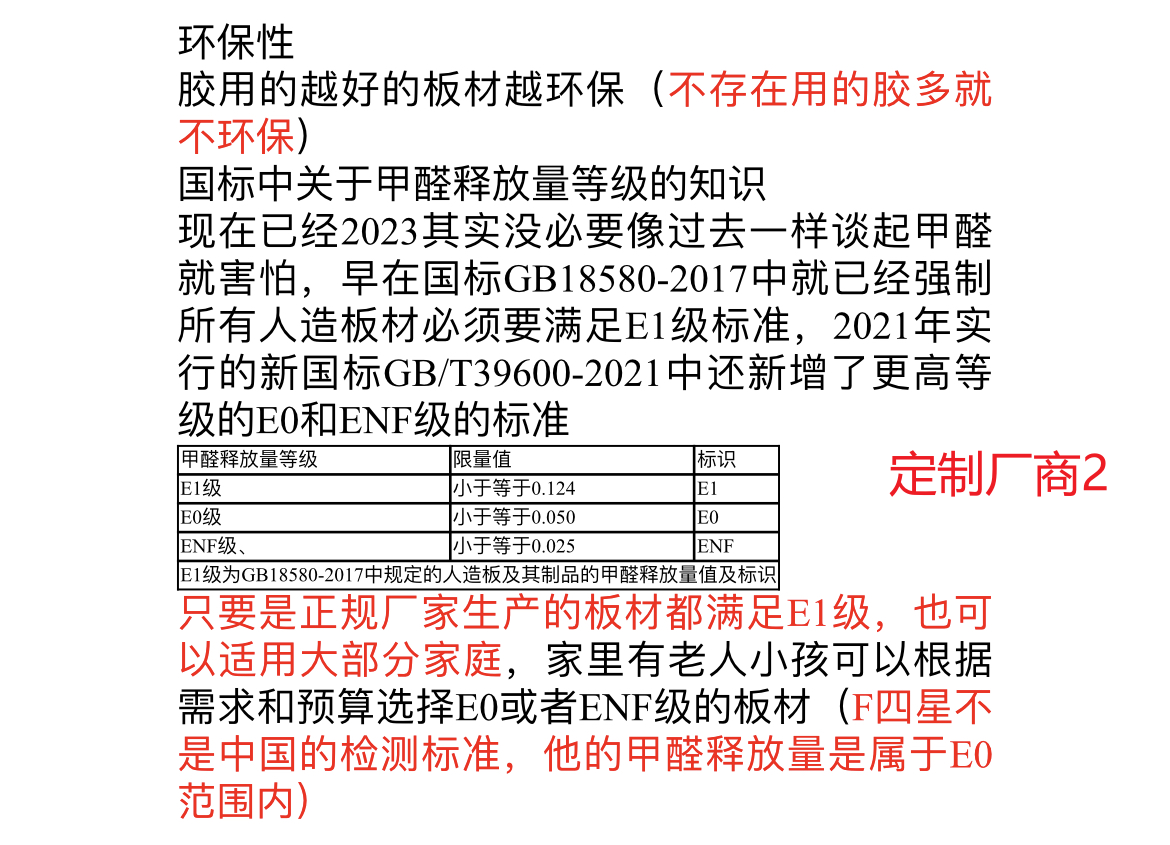 环保性
胶用的越好的板材越环保（不存在用的胶多就
不环保）
国标中关于甲醛释放量等级的知识
现在已经2023其实没必要像过去一样谈起甲醛
就害怕，早在国标GB18580-2017中就已经强制
所有人造板材必须要满足E1级标准，2021年实
行的新国标GB/T39600-2021中还新增了更高等
级的E0和ENF级的标准
甲醛释放量等级 限量值 标识
E1级 小于等于0.124 E1
定制厂商2
E0级 小于等于0.050 E0
ENF级、 小于等于0.025 ENF
E1级为GB18580-2017中规定的人造板及其制品的甲醛释放量值及标识
只要是正规厂家生产的板材都满足E1级，也可
以适用大部分家庭，家里有老人小孩可以根据
需求和预算选择E0或者ENF级的板材（F四星不
是中国的检测标准，他的甲醛释放量是属于E0
范围内）